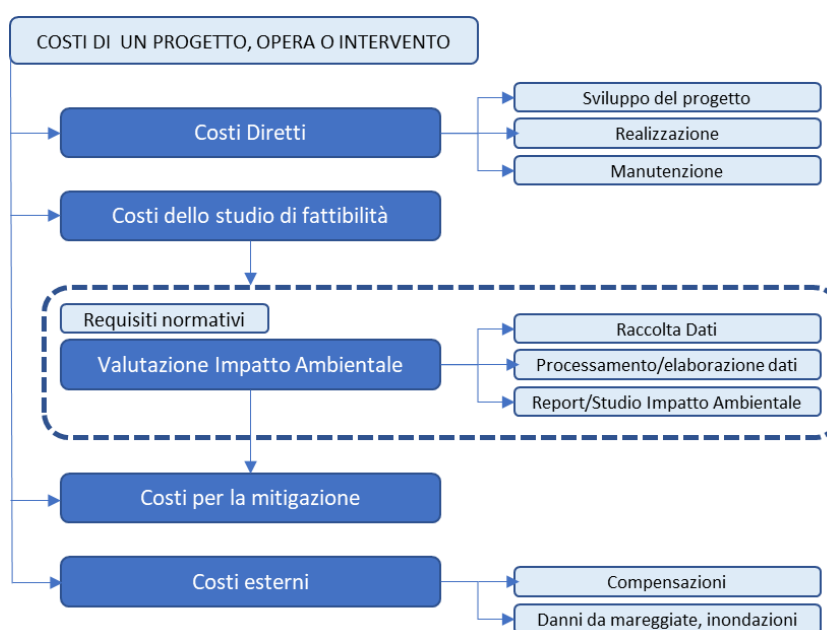 COSTI DI UN PROGETTO, OPERA O INTERVENTO
Costi Diretti
Sviluppo del progetto
Realizzazione
Manutenzione
Costi dello studio di fattibilità
Requisiti normativi
Valutazione Impatto Ambientale
Raccolta Dati
Processamento/elaborazione dati
Report/Studio Impatto Ambientale
Costi per la mitigazione
Costi esterni
Compensazioni
Danni da mareggiate, inondazioni